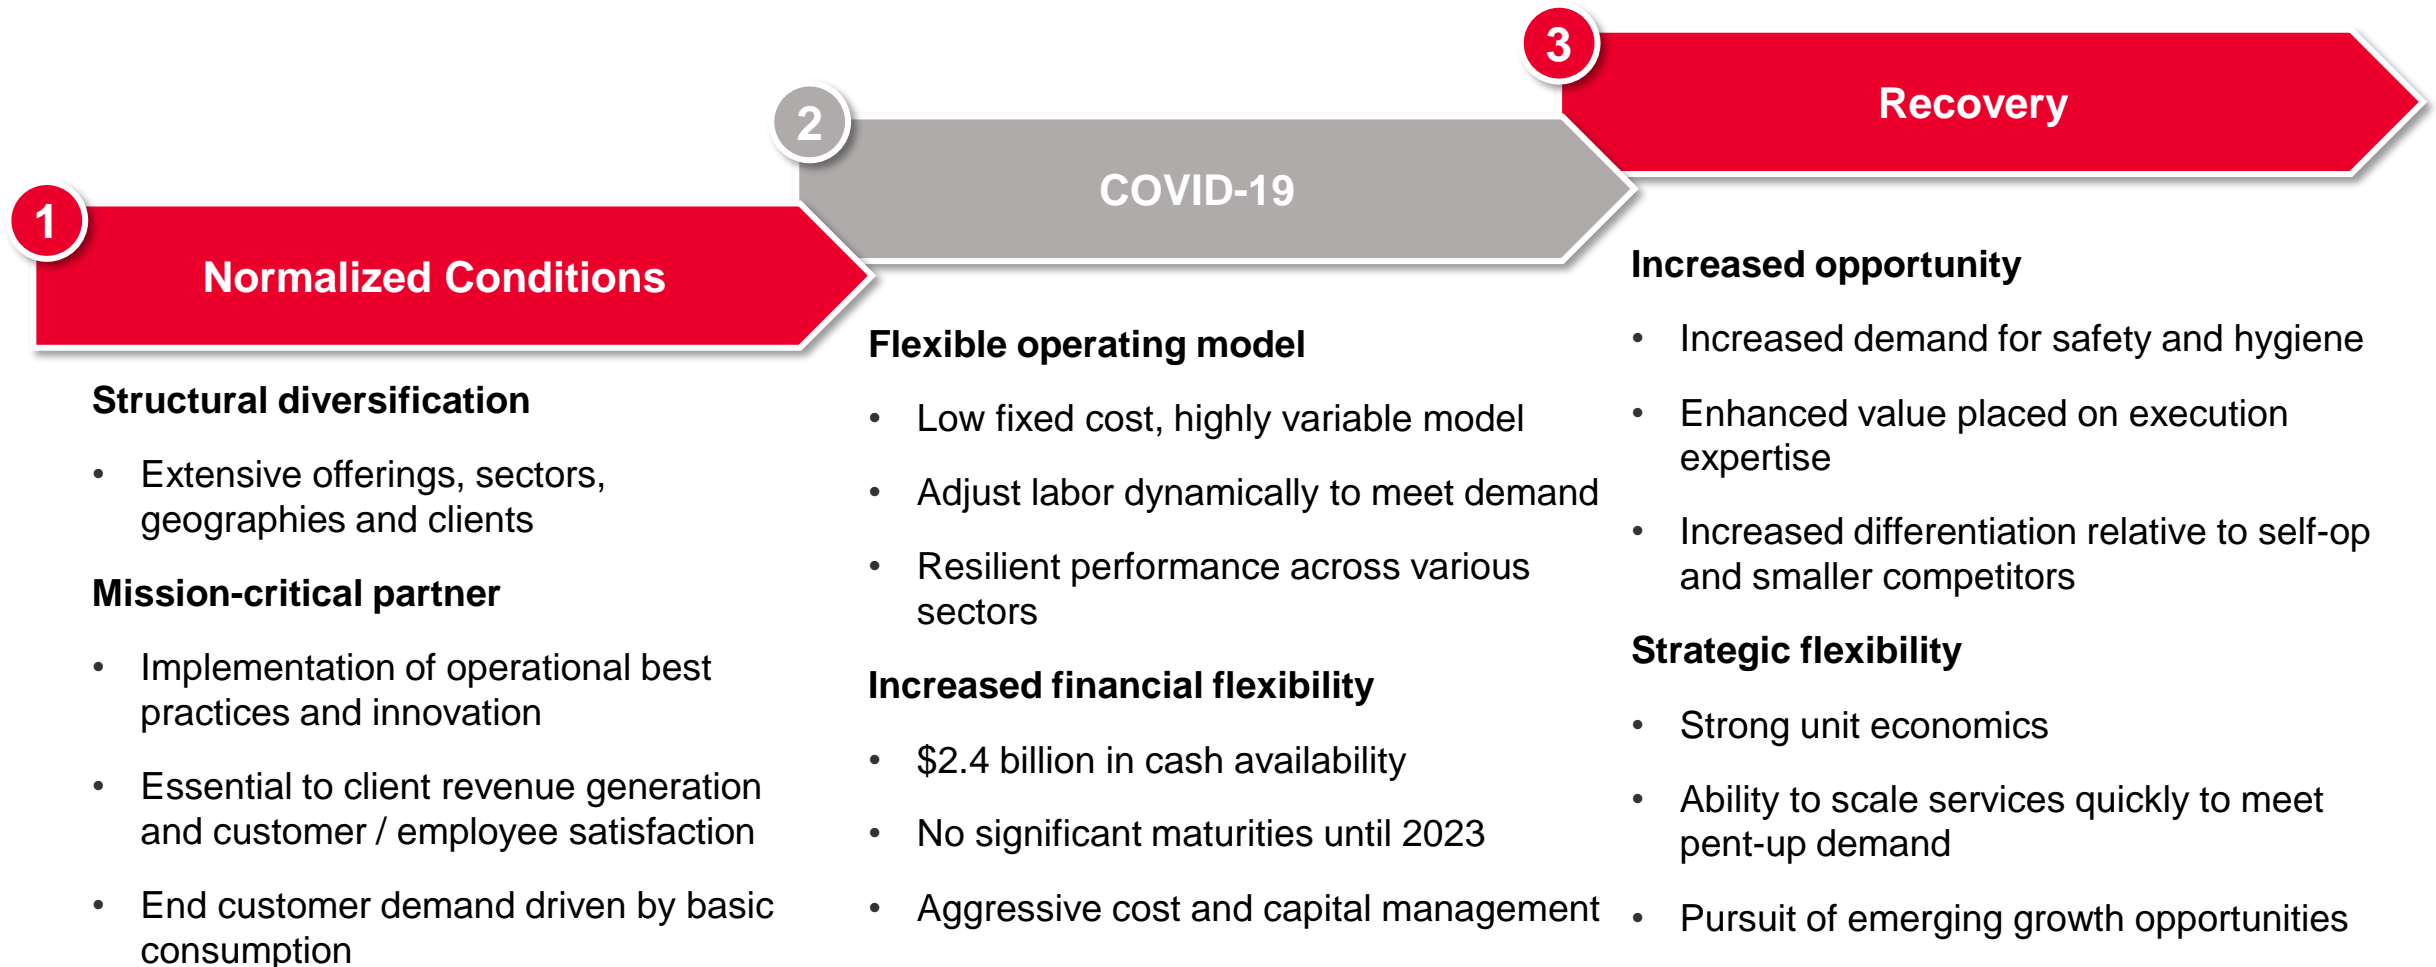 1
Normalized Conditions
Structural diversification
• Extensive offerings, sectors,
geographies and clients
Mission-critical partner
• Implementation of operational best
practices and innovation
• Essential to client revenue generation
and customer / employee satisfaction
• End customer demand driven by basic
consumption
2
COVID-19
Flexible operating model
• Low fixed cost, highly variable model
• Adjust labor dynamically to meet demand
• Resilient performance across various
sectors
Increased financial flexibility
• $2.4 billion in cash availability
• No significant maturities until 2023
• Aggressive cost and capital management
3
Recovery
Increased opportunity
• Increased demand for safety and hygiene
• Enhanced value placed on execution
expertise
• Increased differentiation relative to self-op
and smaller competitors
Strategic flexibility
• Strong unit economics
• Ability to scale services quickly to meet
pent-up demand
• Pursuit of emerging growth opportunities